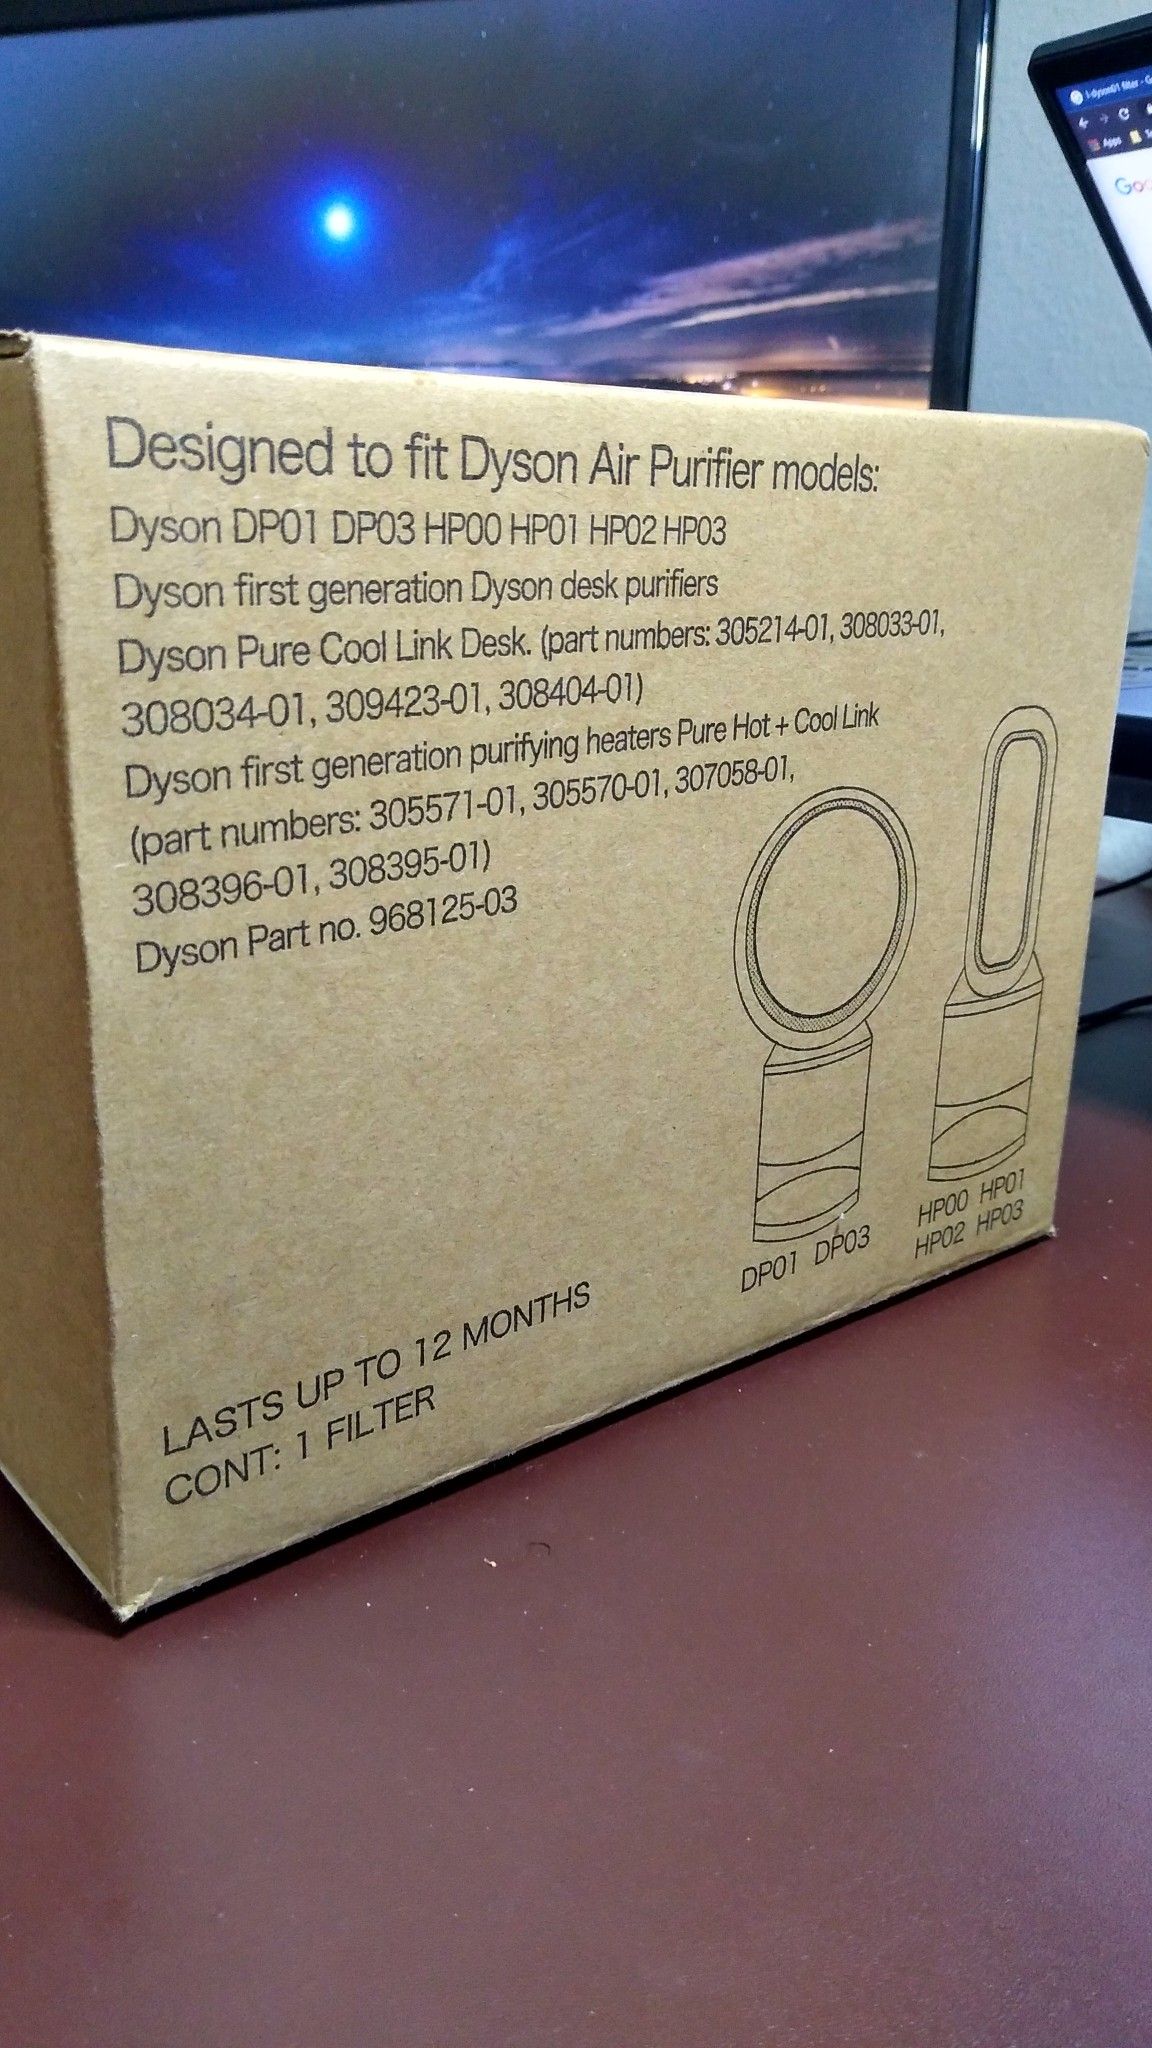 Designed to fit Dyson Air Purifier models:
Dyson DP01 DP03 HP00 HP01 HP02 HP03
Dyson first generation Dyson desk purifiers
Dyson Pure Cool Link Desk. (part numbers: 305214-01, 308033-01,
308034-01, 309423-01, 308404-01)
Dyson first generation purifying heaters Pure Hot + Cool Link
(part numbers: 305571-01, 305570-01, 307058-01,
308396-01, 308395-01)
Dyson Part no. 968125-03
DP01 DP03
HP00 HP01
HP02 HP03
LASTS UP TO 12 MONTHS
CONT: 1 FILTER
Apps
Goo